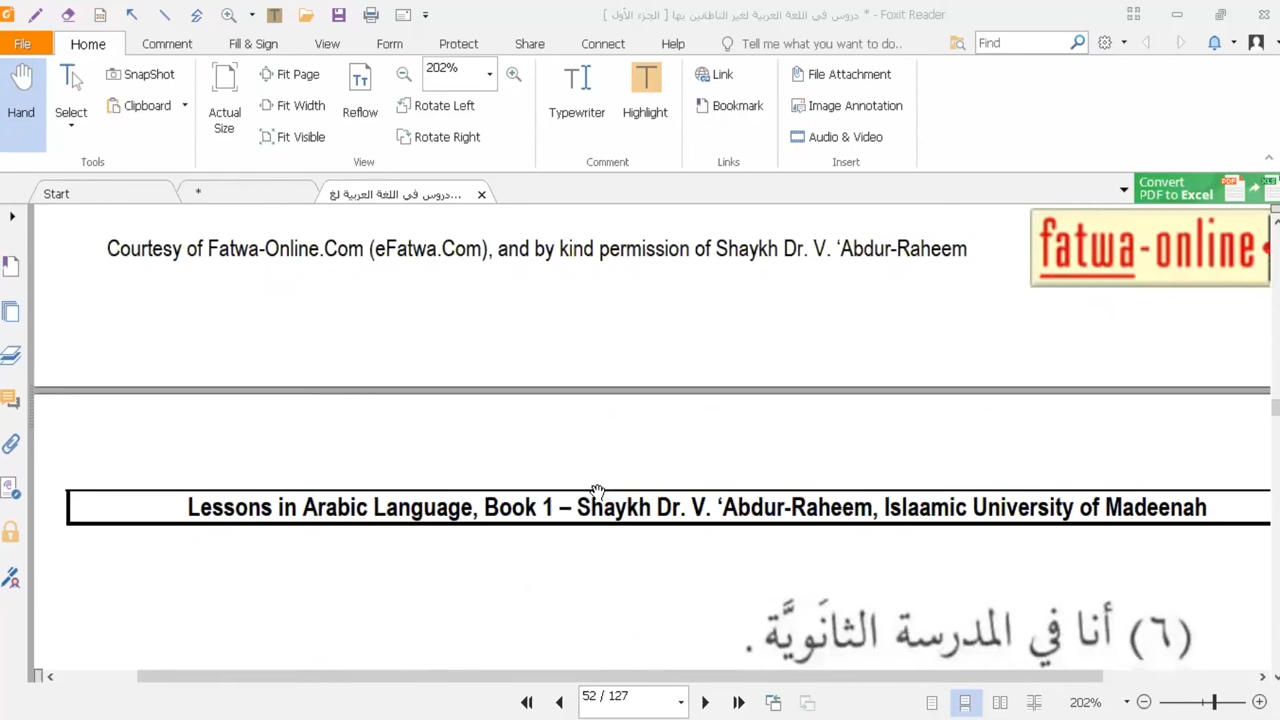 دروس في اللغة العربية لغير الناطقين بها [ الجزء الأول ] * - Foxit Reader
File Home Comment Fill & Sign View Form Protect Share Connect Help Tell me what you want to do.. Find
Hand
Select
SnapShot
Clipboard
Tools
Actual Size
Fit Page
Fit Width
Fit Visible
Reflow
202%
Rotate Left
Rotate Right
View
Typewriter
Highlight
Comment
Link
Bookmark
Links
File Attachment
Image Annotation
Audio & Video
Insert
Start * دروس في اللغة العربية لغ...
Convert
PDF to Excel
Courtesy of Fatwa-Online.Com (eFatwa.Com), and by kind permission of Shaykh Dr. V. ‘Abdur-Raheem
fatwa-online
Lessons in Arabic Language, Book 1 – Shaykh Dr. V. ‘Abdur-Raheem, Islaamic University of Madeenah
(٦) أنا في المدرسة الثانَويَّة .
52 / 127
202%